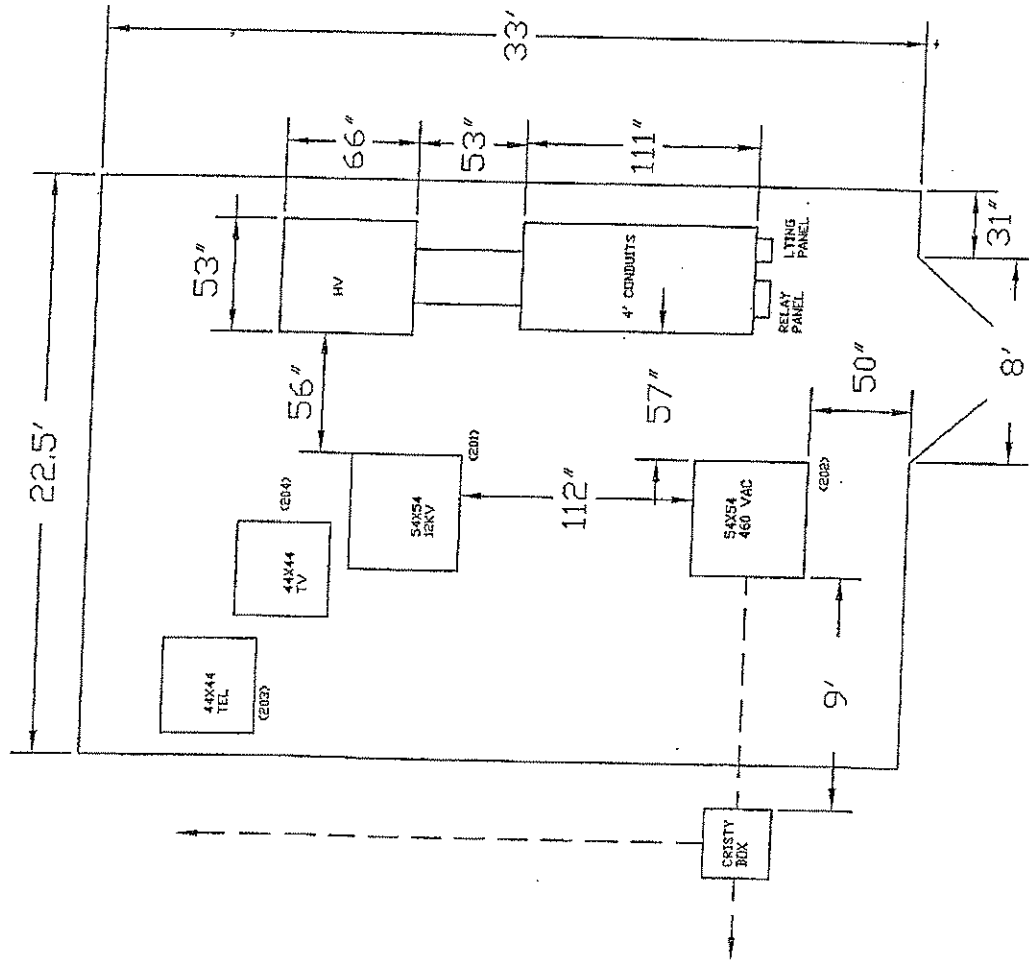 22.5'
33'
66"
53"
53"
HV
56"
111"
4' CONDUITS
LTING
PANEL
RELAY
PANEL
31"
8'
57"
50"
(204)
44X44
TV
(201)
54X54
12KV
112"
54X54
460 VAC
(202)
44X44
TEL
(203)
9'
CRISTY
BOX